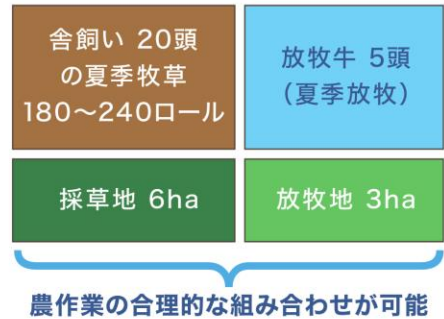 舎飼い 20頭
の夏季牧草
180〜240ロール
放牧牛 5頭
（夏季放牧）
採草地 6ha
放牧地 3ha
農作業の合理的な組み合わせが可能